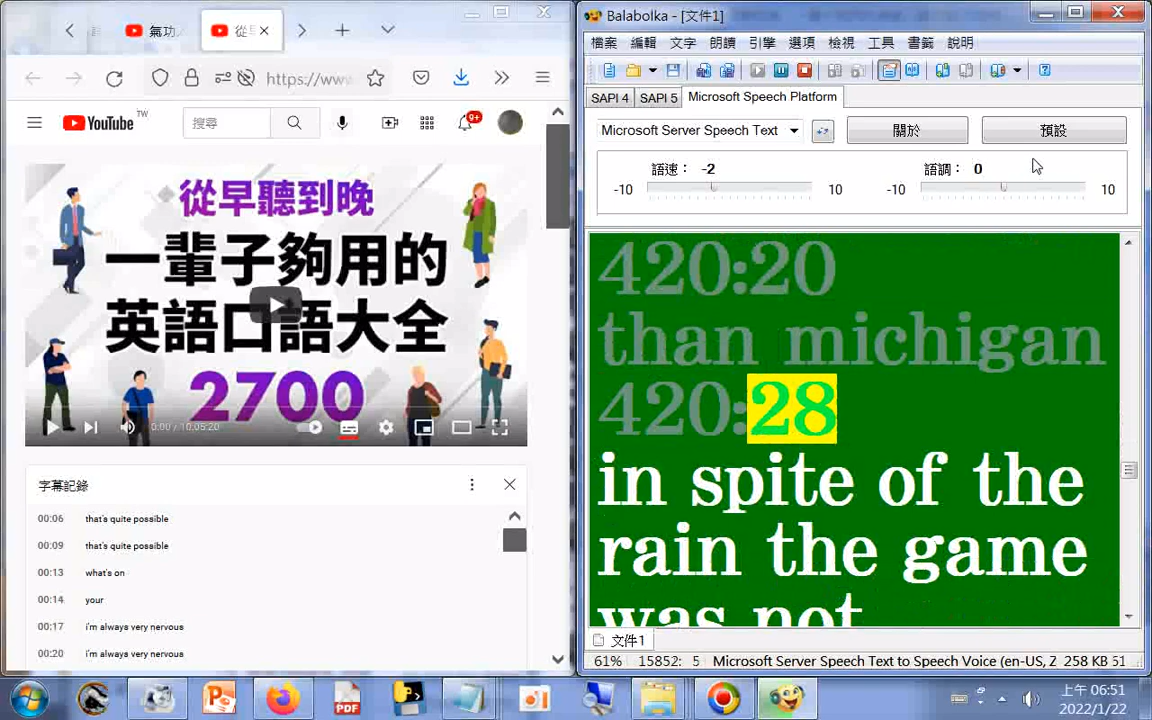 氣功
從
https://www
YouTube TW
搜尋
9+
從早聽到晚
一輩子夠用的
英語口語大全
2700
0:00 / 10:05:20
字幕記錄
00:06 that's quite possible
00:09 that's quite possible
00:13 what's on
00:14 your
00:17 i'm always very nervous
00:20 i'm always very nervous
Balabolka - [文件1]
檔案 編輯 文字 朗讀 引擎 選項 檢視 工具 書籤 說明
SAPI 4 SAPI 5 Microsoft Speech Platform
Microsoft Server Speech Text 關於 預設
語速： -2 語調： 0
-10 10 -10 10
420:20
than michigan
420:28
in spite of the
rain the game
was not
文件1
61% 15852: 5 Microsoft Server Speech Text to Speech Voice (en-US, Z 258 KB 51
PDF
上午 06:51
2022/1/22